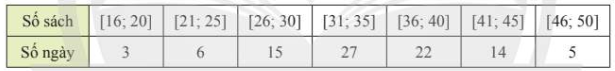 Số sách [16; 20] [21; 25] [26; 30] [31; 35] [36; 40] [41; 45] [46; 50]
Số ngày 3 6 15 27 22 14 5